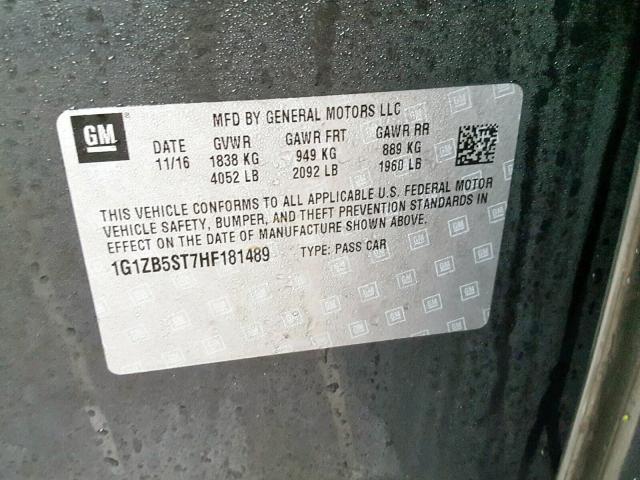 GM
MFD BY GENERAL MOTORS LLC
DATE GVWR GAWR FRT GAWR RR
11/16 1838 KG 949 KG 889 KG
4052 LB 2092 LB 1960 LB
THIS VEHICLE CONFORMS TO ALL APPLICABLE U.S. FEDERAL MOTOR
VEHICLE SAFETY, BUMPER, AND THEFT PREVENTION STANDARDS IN
EFFECT ON THE DATE OF MANUFACTURE SHOWN ABOVE.
1G1ZB5ST7HF181489 TYPE: PASS CAR